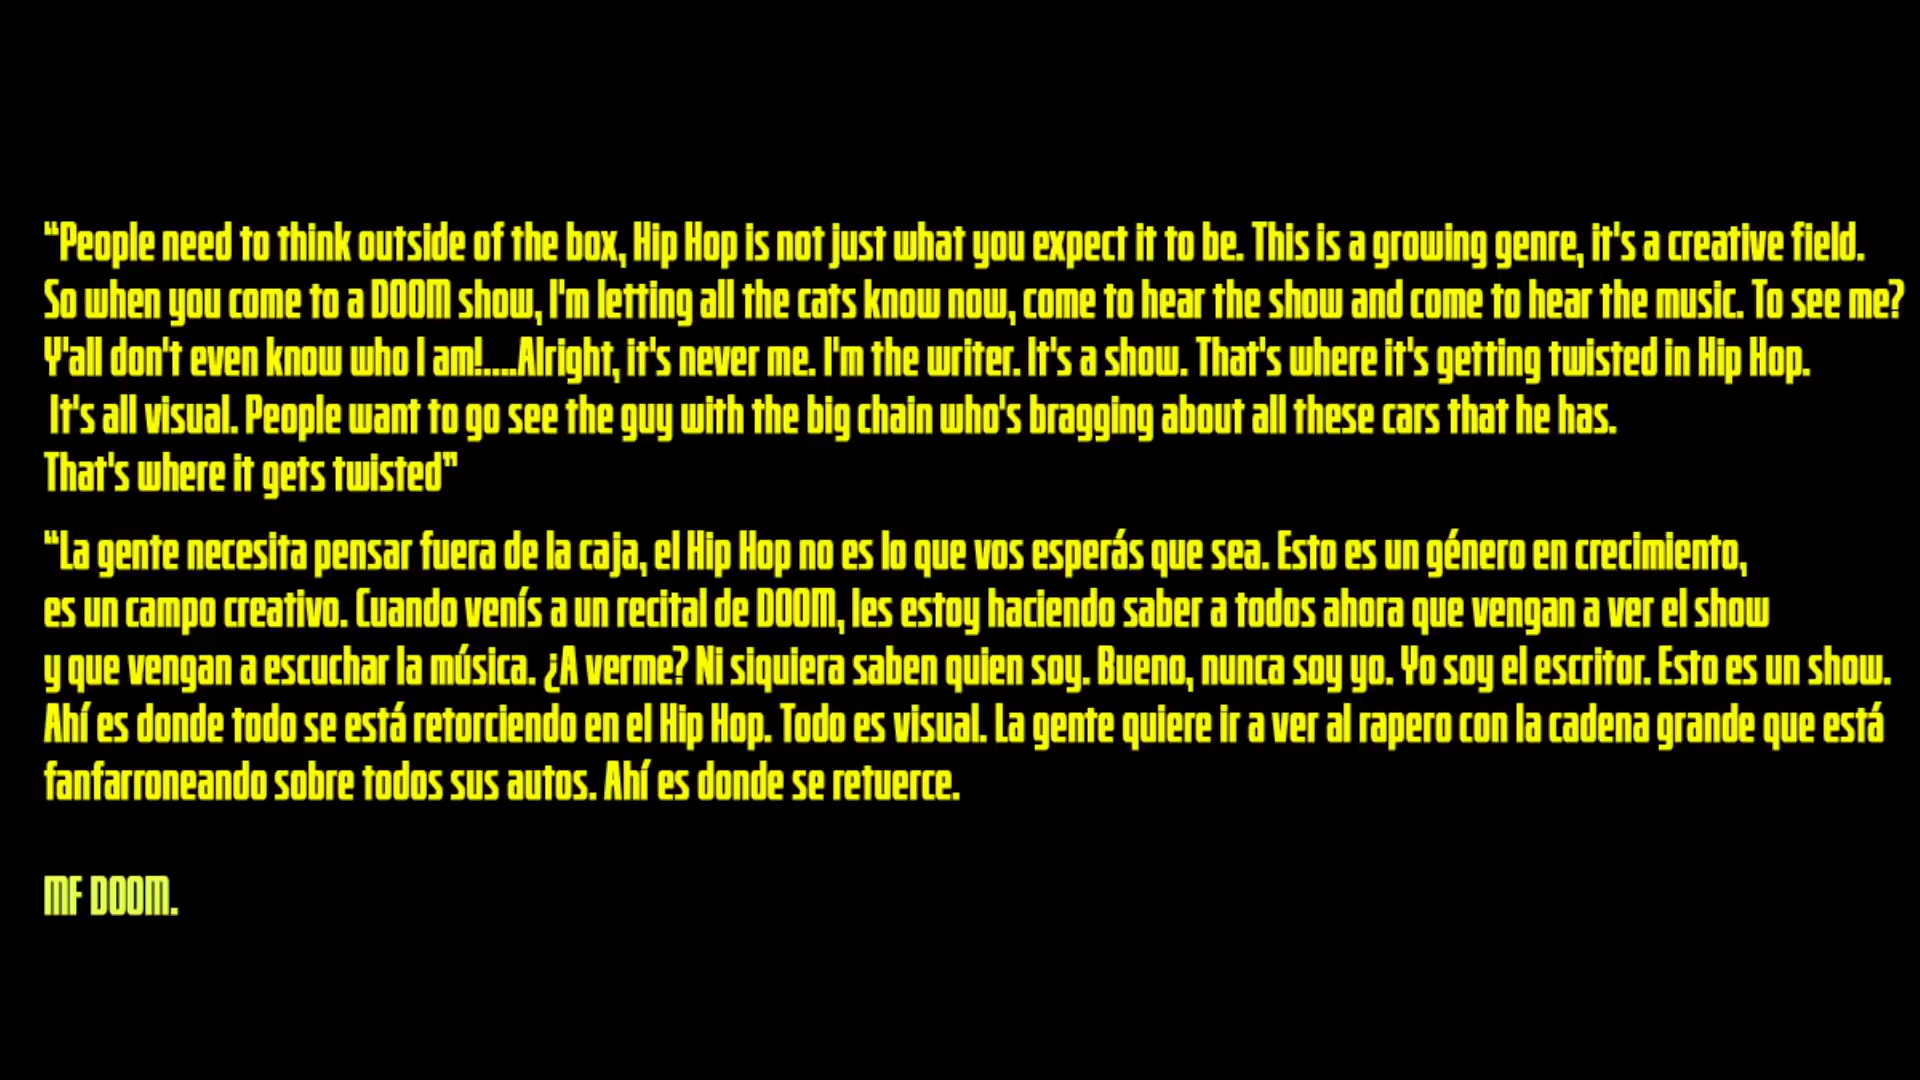 “People need to think outside of the box, Hip Hop is not just what you expect it to be. This is a growing genre, it's a creative field.
So when you come to a DOOM show, I'm letting all the cats know now, come to hear the show and come to hear the music. To see me?
Y'all don't even know who I am!....Alright, it's never me. I'm the writer. It's a show. That's where it's getting twisted in Hip Hop.
It's all visual. People want to go see the guy with the big chain who's bragging about all these cars that he has.
That's where it gets twisted”
“La gente necesita pensar fuera de la caja, el Hip Hop no es lo que vos esperás que sea. Esto es un género en crecimiento,
es un campo creativo. Cuando venís a un recital de DOOM, les estoy haciendo saber a todos ahora que vengan a ver el show
y que vengan a escuchar la música. ¿A verme? Ni siquiera saben quien soy. Bueno, nunca soy yo. Yo soy el escritor. Esto es un show.
Ahí es donde todo se está retorciendo en el Hip Hop. Todo es visual. La gente quiere ir a ver al rapero con la cadena grande que está
fanfarroneando sobre todos sus autos. Ahí es donde se retuerce.
MF DOOM.